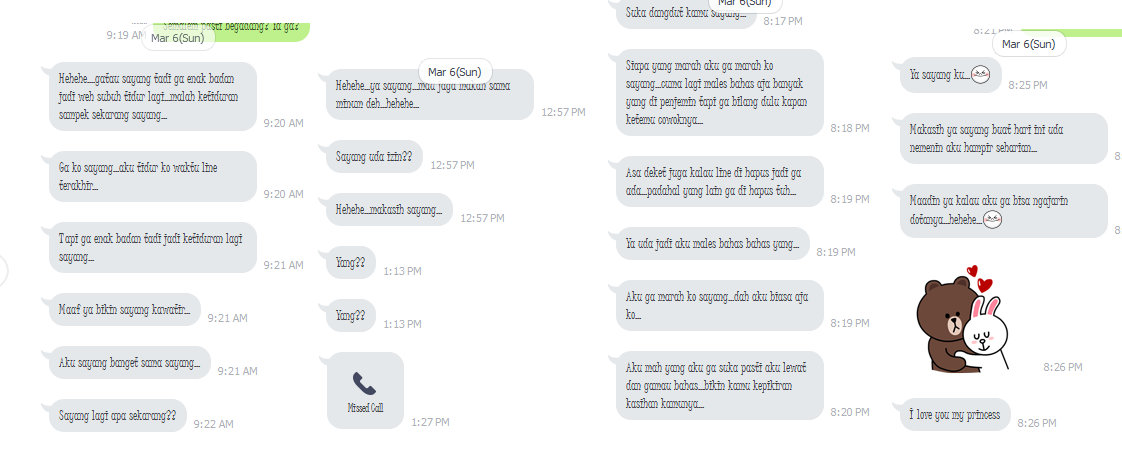 Semalem pasti begadang? Ia ga?
9:19 AM
Mar 6(Sun)
Hehehe....gatau sayang tadi ga enak badan
jadi weh subuh tidur lagi...malah ketiduran
sampek sekarang sayang...
9:20 AM
Ga ko sayang...aku tidur ko waktu line
terakhir...
9:20 AM
Tapi ga enak badan tadi jadi ketiduran lagi
sayang...
9:21 AM
Maaf ya bikin sayang kawatir...
9:21 AM
Aku sayang banget sama sayang...
9:21 AM
Sayang lagi apa sekarang??
9:22 AM
Mar 6(Sun)
Hehehe...ya sayang...mau juga makan sama
minum deh...hehehe...
12:57 PM
Sayang uda izin??
12:57 PM
Hehehe...makasih sayang...
12:57 PM
Yang??
1:13 PM
Yang??
1:13 PM
Missed Call
1:27 PM
Mar 6(Sun)
Suka dangdut kamu sayang...
8:17 PM
Siapa yang marah aku ga marah ko
sayang...cuma lagi males bahas aja banyak
yang di penjemin tapi ga bilang dulu kapan
ketemu cowoknya...
8:18 PM
Asa deket juga kalau line di hapus jadi ga
ada...padahal yang lain ga di hapus tuh...
8:19 PM
Ya uda jadi aku males bahas bahas yang...
8:19 PM
Aku ga marah ko sayang...dah aku biasa aja
ko...
8:19 PM
Aku mah yang aku ga suka pasti aku lewat
dan gamau bahas...bikin kamu kepikiran
kasihan kamunya...
8:20 PM
8:21 PM
Mar 6(Sun)
Ya sayang ku...
8:25 PM
Makasih ya sayang buat hari ini uda
nemenin aku hampir seharian...
8
Maadin ya kalau aku ga bisa ngajarin
dotanya...hehehe...
8
8:26 PM
I love you my princess
8:26 PM